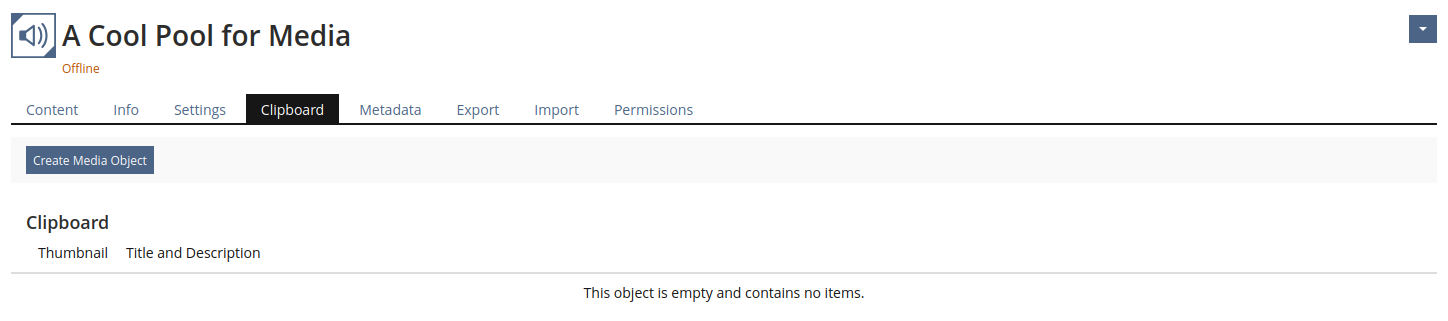 A Cool Pool for Media
Offline
Content Info Settings Clipboard Metadata Export Import Permissions
Create Media Object
Clipboard
Thumbnail Title and Description
This object is empty and contains no items.